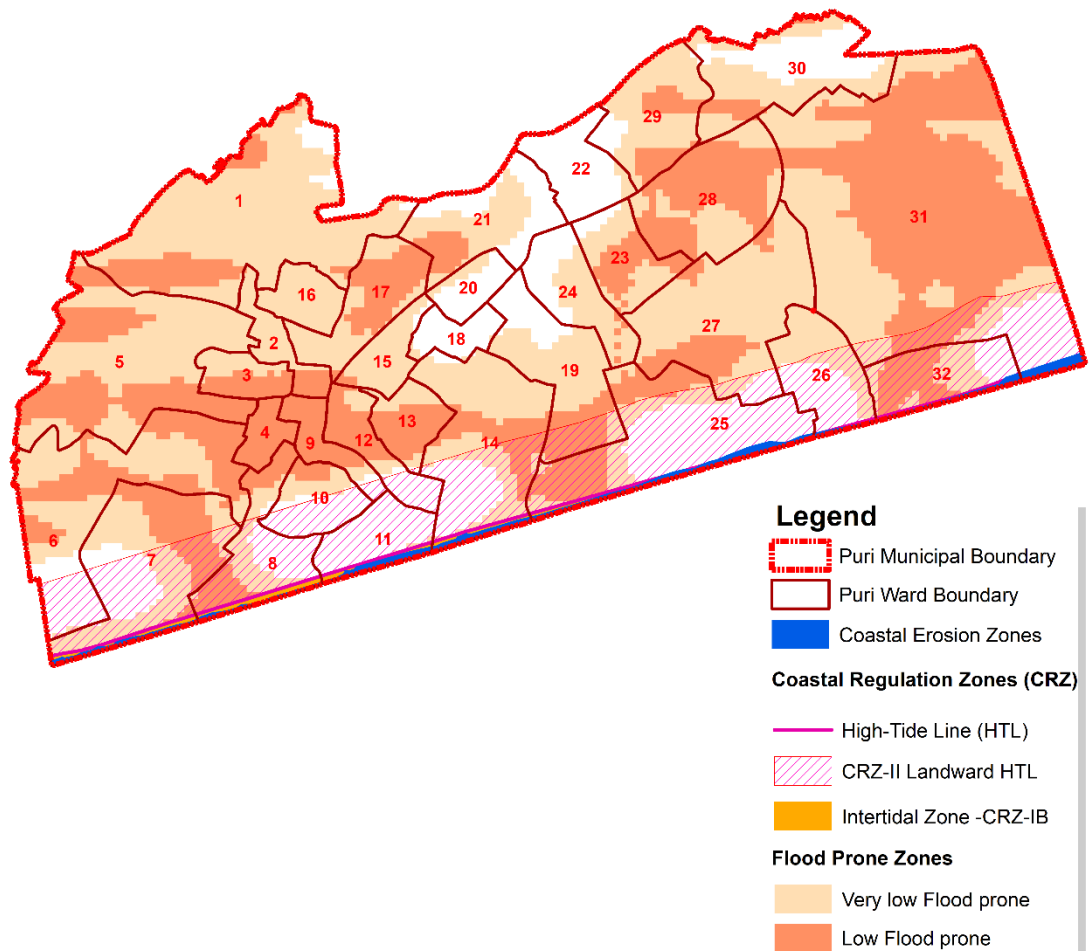 30
29
22
1
28
31
21
23
20
16
17
24
27
2
18
5
15
19
3
26
32
13
25
4
9
12
14
10
6
11
7
8
Legend
Puri Municipal Boundary
Puri Ward Boundary
Coastal Erosion Zones
Coastal Regulation Zones (CRZ)
High-Tide Line (HTL)
CRZ-II Landward HTL
Intertidal Zone -CRZ-IB
Flood Prone Zones
Very low Flood prone
Low Flood prone